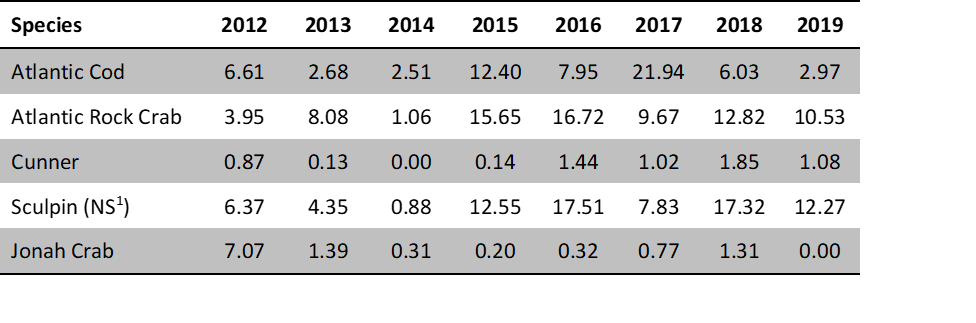 Species 2012 2013 2014 2015 2016 2017 2018 2019
Atlantic Cod 6.61 2.68 2.51 12.40 7.95 21.94 6.03 2.97
Atlantic Rock Crab 3.95 8.08 1.06 15.65 16.72 9.67 12.82 10.53
Cunner 0.87 0.13 0.00 0.14 1.44 1.02 1.85 1.08
Sculpin (NS¹) 6.37 4.35 0.88 12.55 17.51 7.83 17.32 12.27
Jonah Crab 7.07 1.39 0.31 0.20 0.32 0.77 1.31 0.00